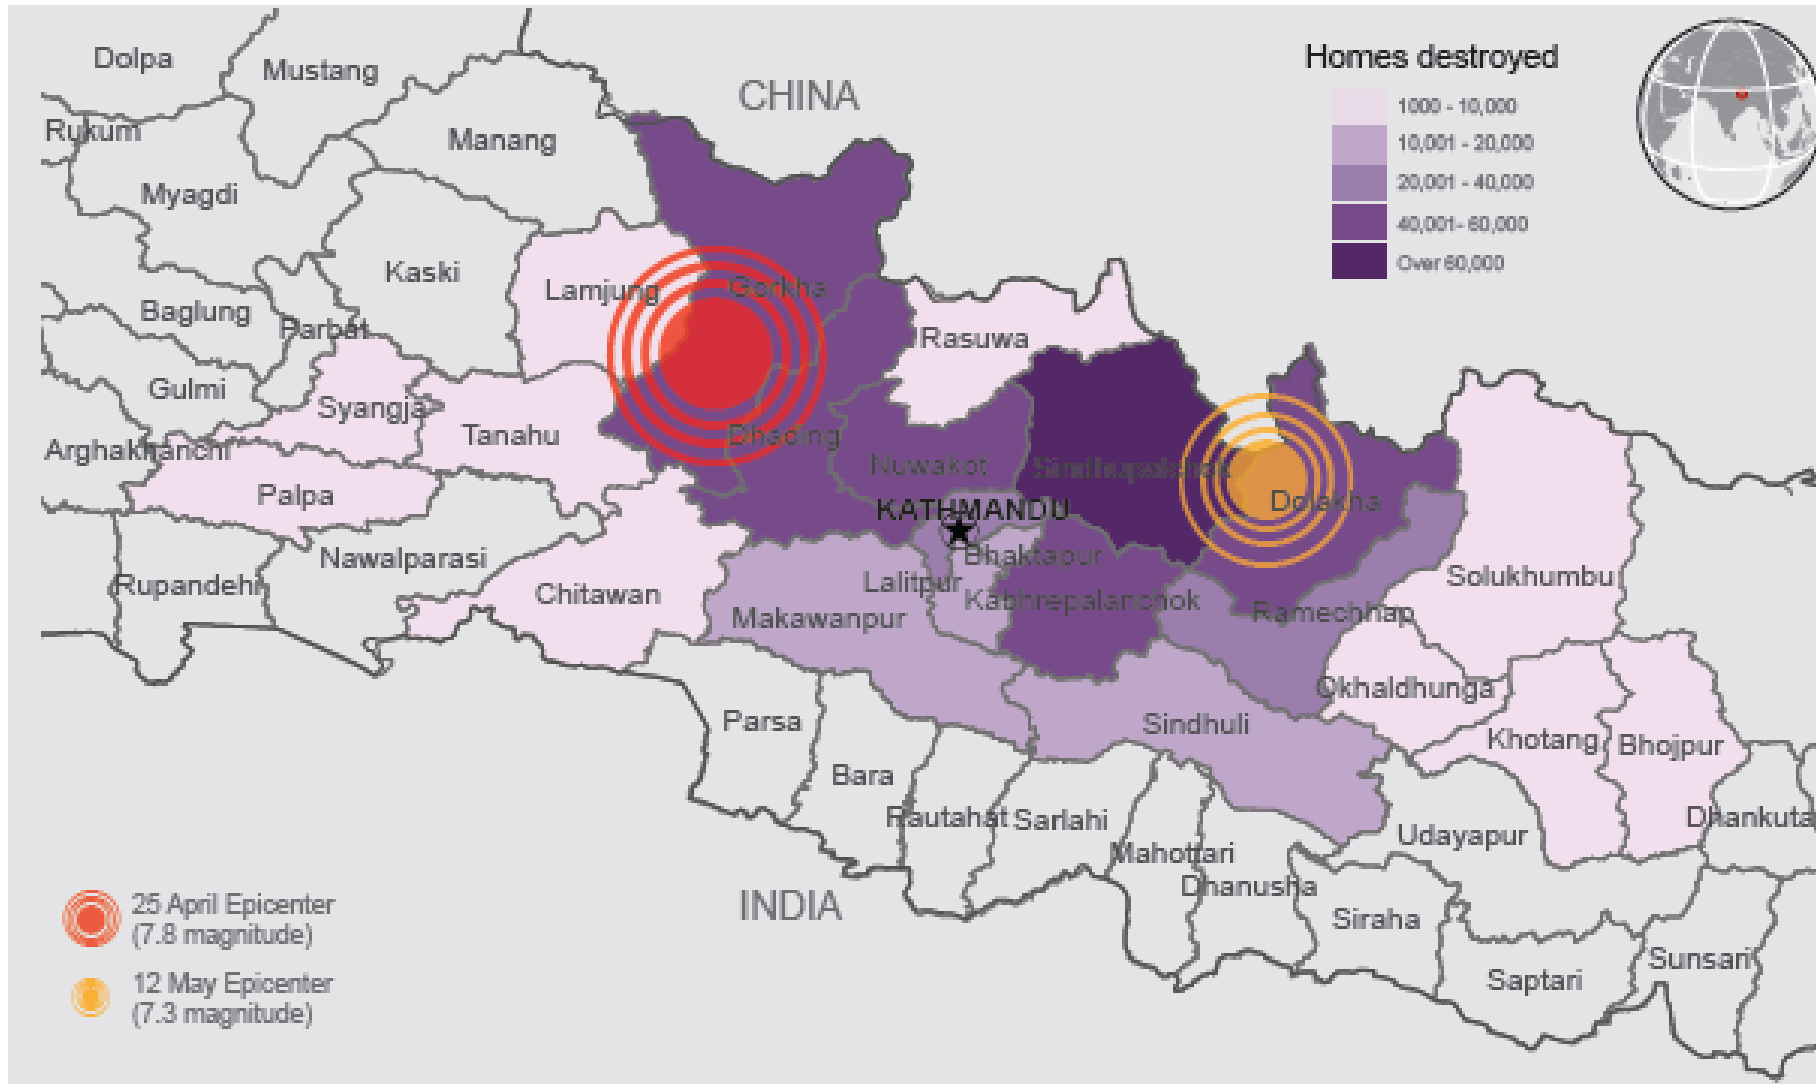 Dolpa
Mustang
CHINA
Homes destroyed
1000 - 10,000
10,001 - 20,000
20,001 - 40,000
40,001- 60,000
Over 60,000
Rukum
Manang
Myagdi
Kaski
Lamjung
Gorkha
Baglung
Parbat
Rasuwa
Gulmi
Syangja
Tanahu
Dhading
Arghakhanchi
Nuwakot
Sindhupalchok
Palpa
Dolakha
KATHMANDU
Nawalparasi
Bhaktapur
Rupandehi
Chitawan
Lalitpur
Kabhrepalanchok
Solukhumbu
Makawanpur
Ramechhap
Okhaldhunga
Parsa
Sindhuli
Khotang
Bhojpur
Bara
Rautahat
Sarlahi
Dhankuta
Udayapur
Mahottari
Dhanusha
INDIA
Siraha
Sunsari
Saptari
25 April Epicenter
(7.8 magnitude)
12 May Epicenter
(7.3 magnitude)